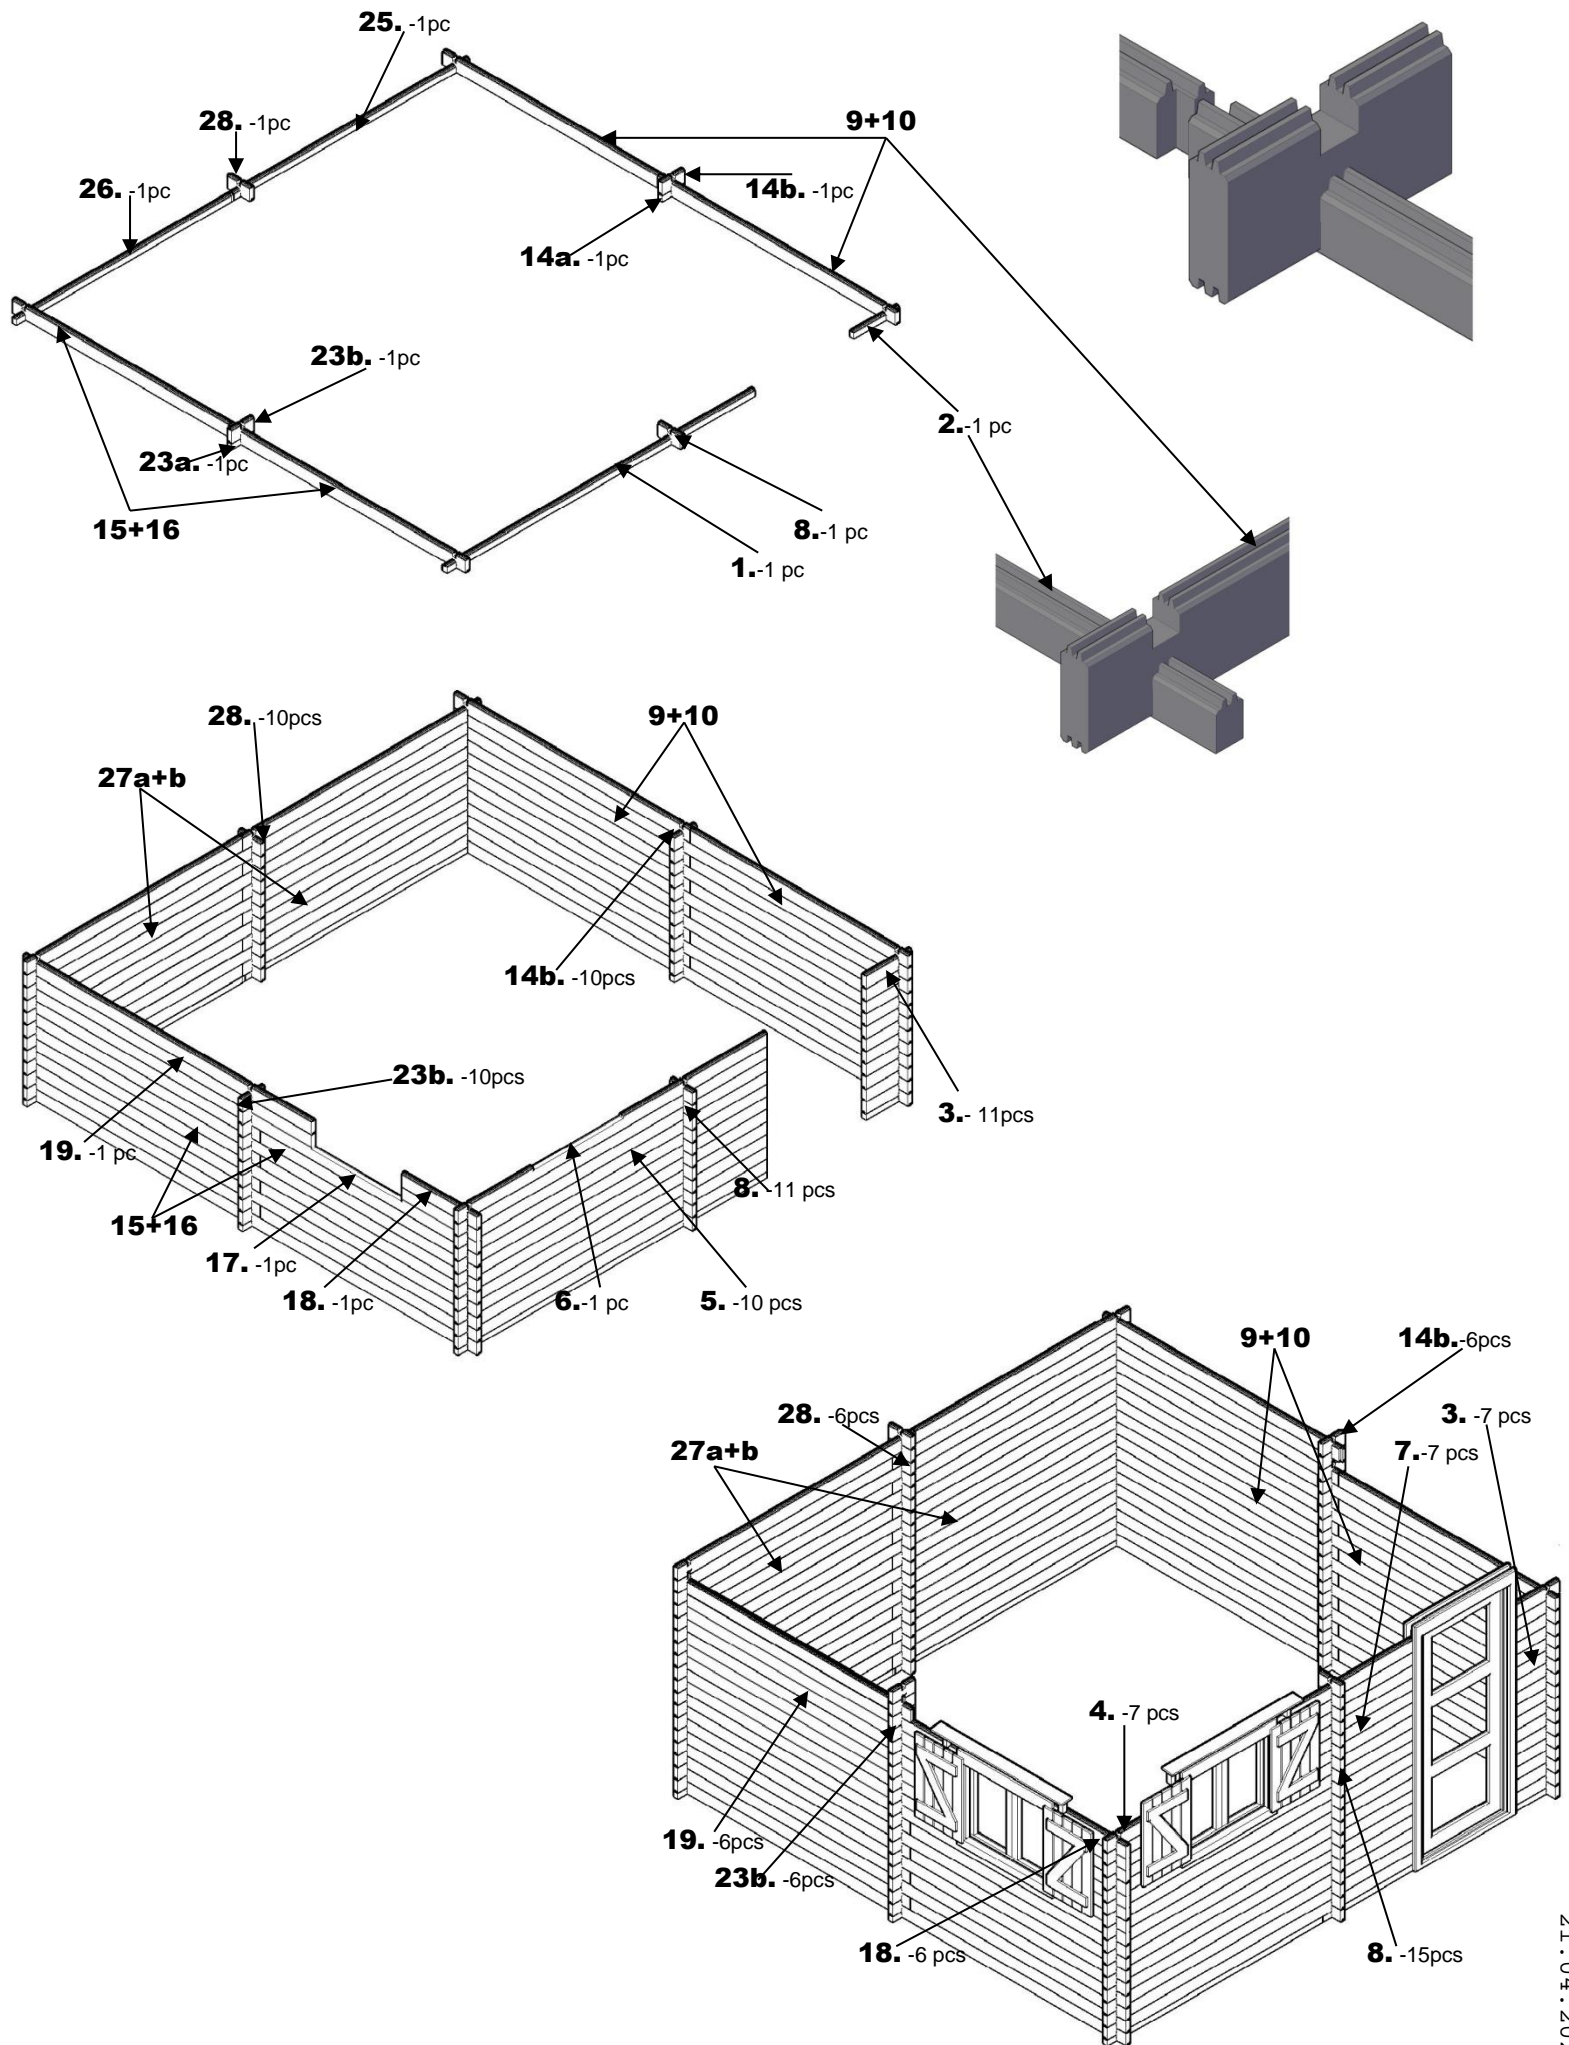 25. -1pc
28. -1pc
9+10
26. -1pc
14b. -1pc
14a. -1pc
23b. -1pc
2.-1 pc
23a. -1pc
15+16
8.-1 pc
1.-1 pc
28. -10pcs
9+10
27a+b
14b. -10pcs
23b. -10pcs
3.- 11pcs
19. -1 pc
8. -11 pcs
15+16
17. -1pc
18. -1pc
6.-1 pc
5. -10 pcs
9+10
14b.-6pcs
28. -6pcs
3. -7 pcs
27a+b
7.-7 pcs
4. -7 pcs
19. -6pcs
23b. -6pcs
18. -6 pcs
8. -15pcs